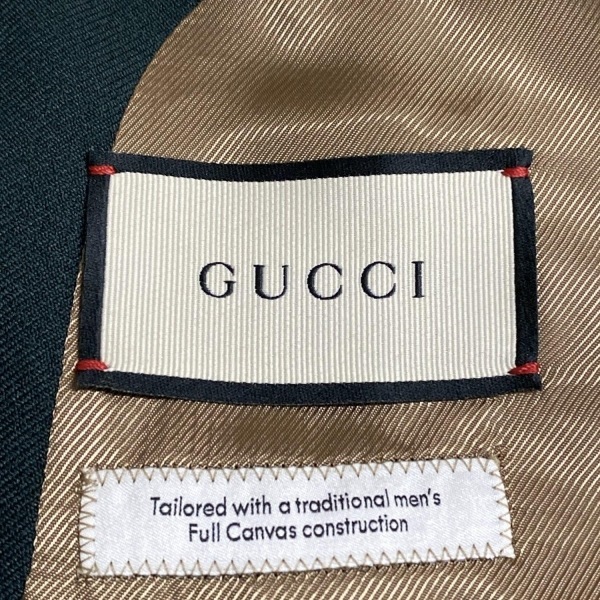 GUCCI
Tailored with a traditional men's
Full Canvas construction